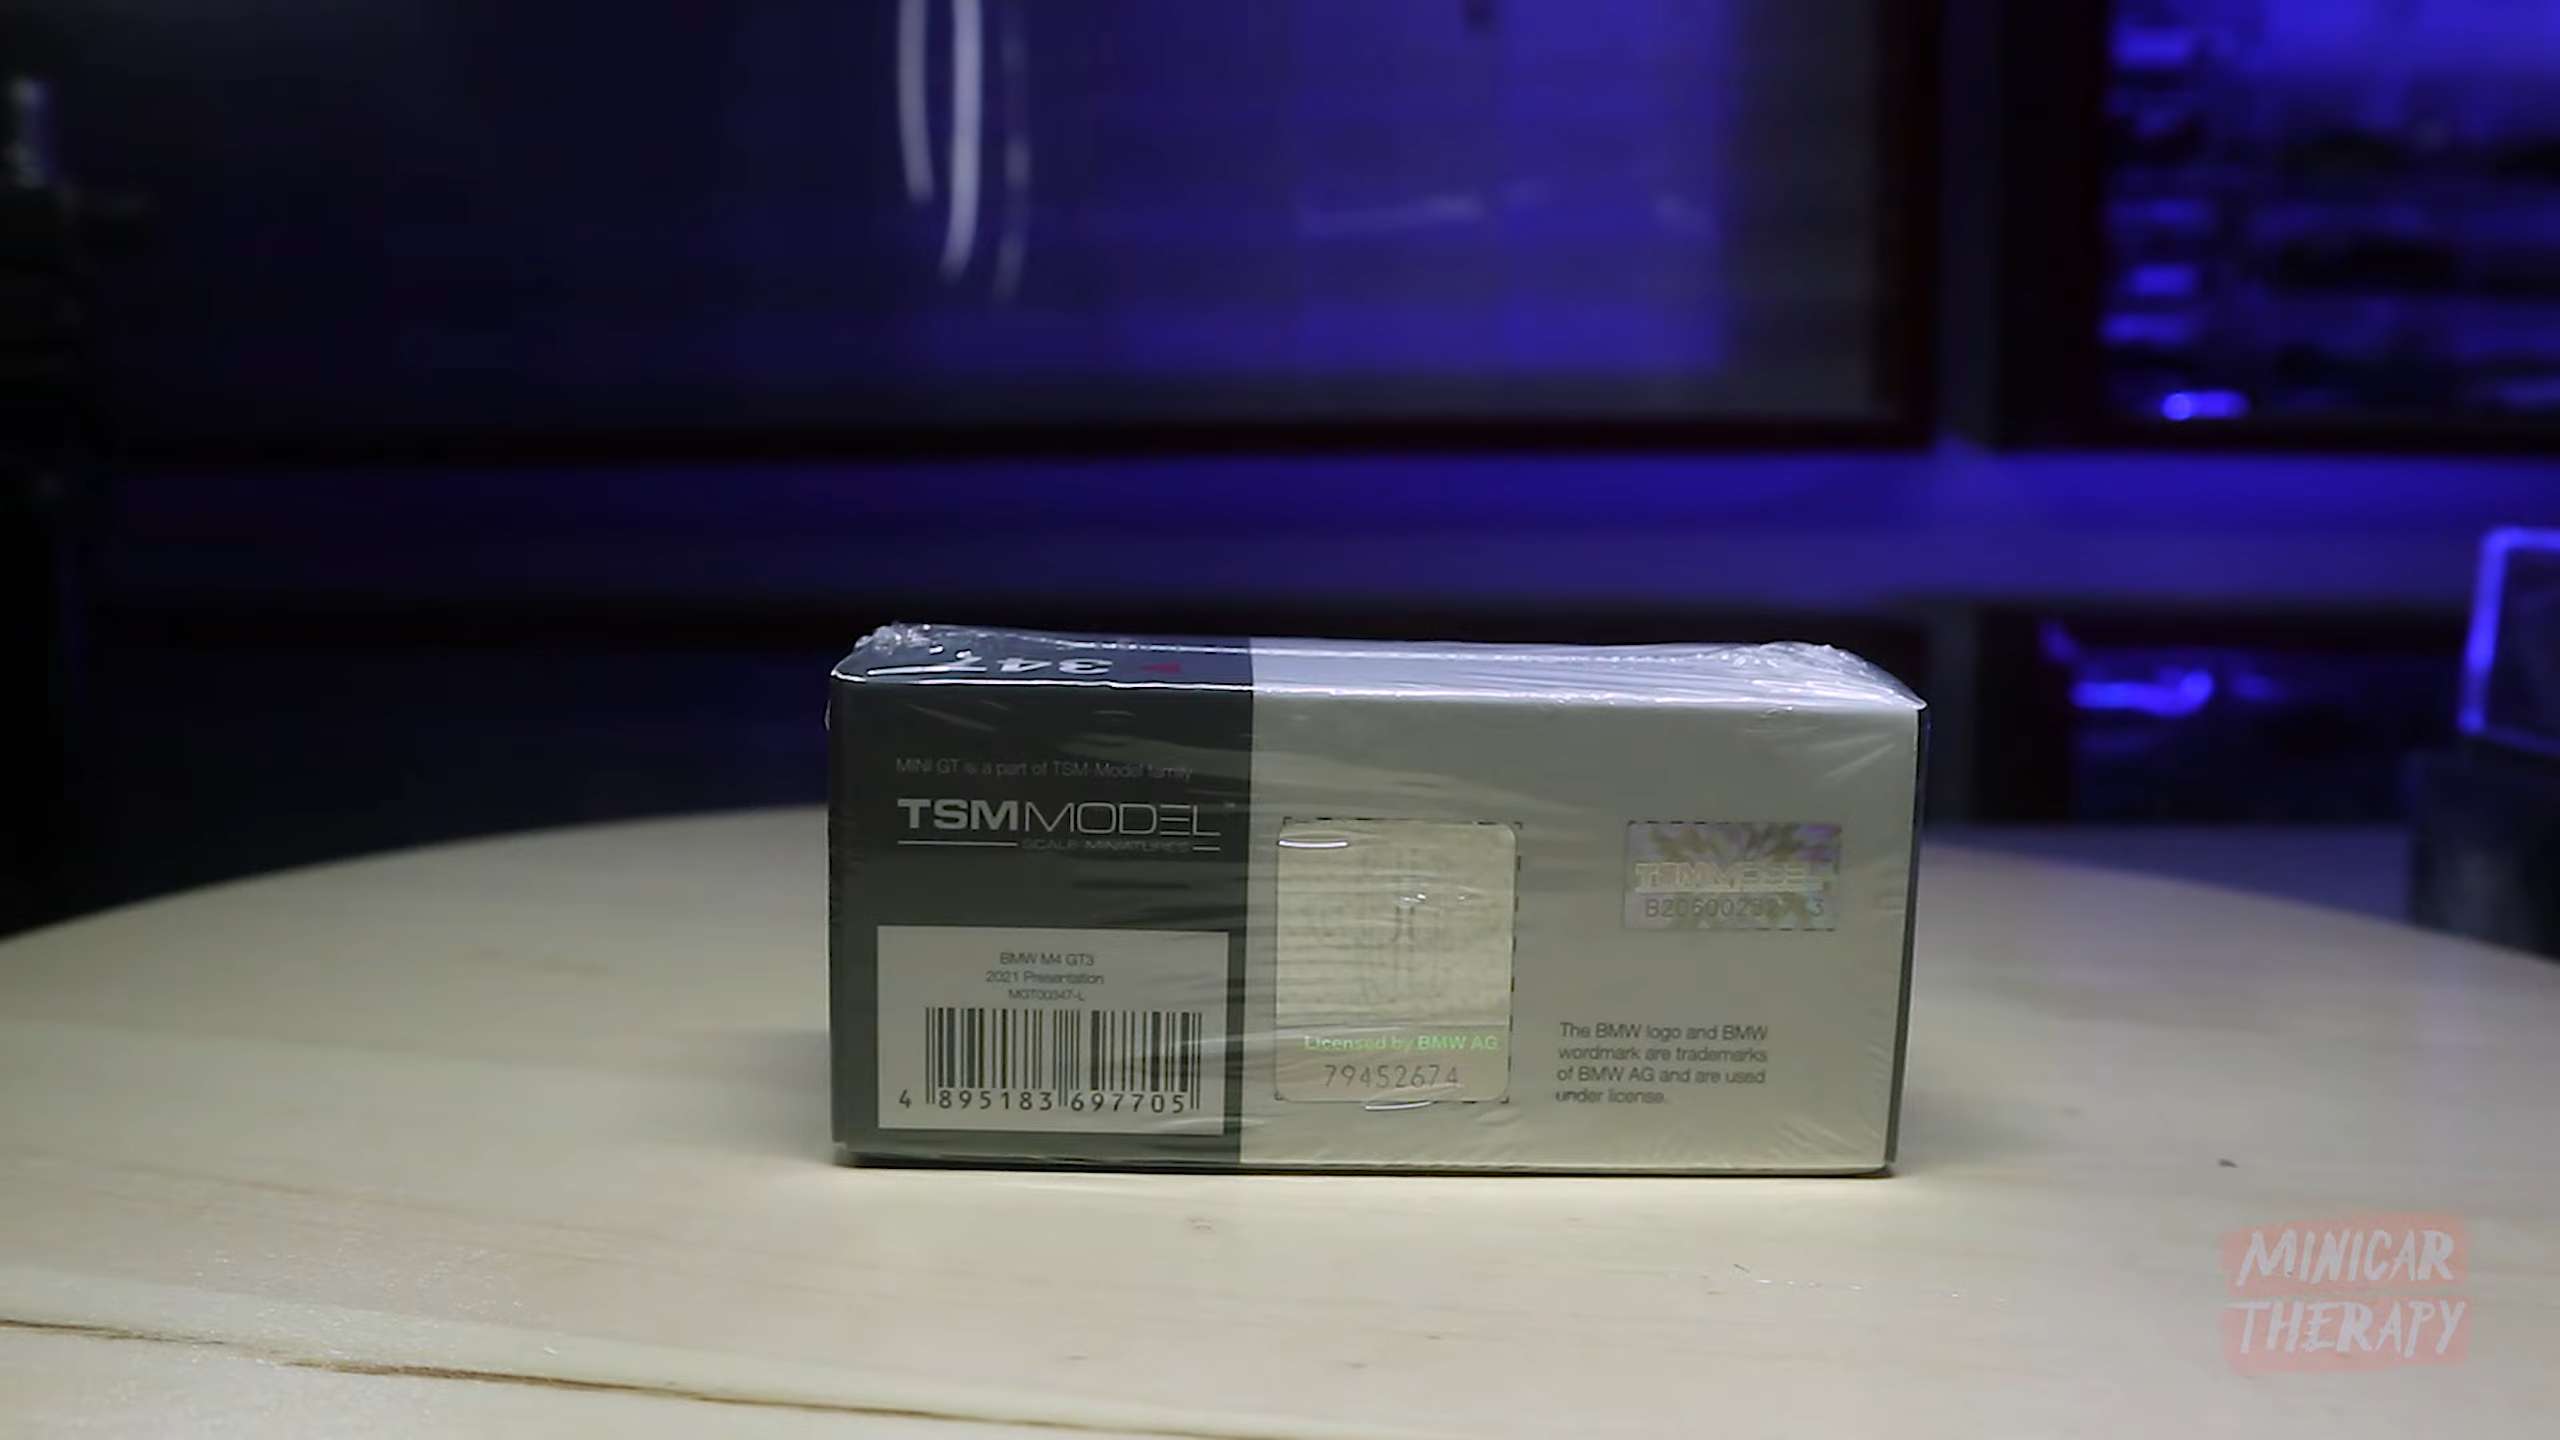 347
MINI GT is a part of TSM-Model family
TSMMODEL
SCALE MINIATURES
BMW M4 GT3
2021 Presentation
MGT00347-L
4 895183 697705
Licensed by BMW AG
79452674
TSMMODEL
The BMW logo and BMW
wordmark are trademarks
of BMW AG and are used
under license.
MINICAR
THERAPY